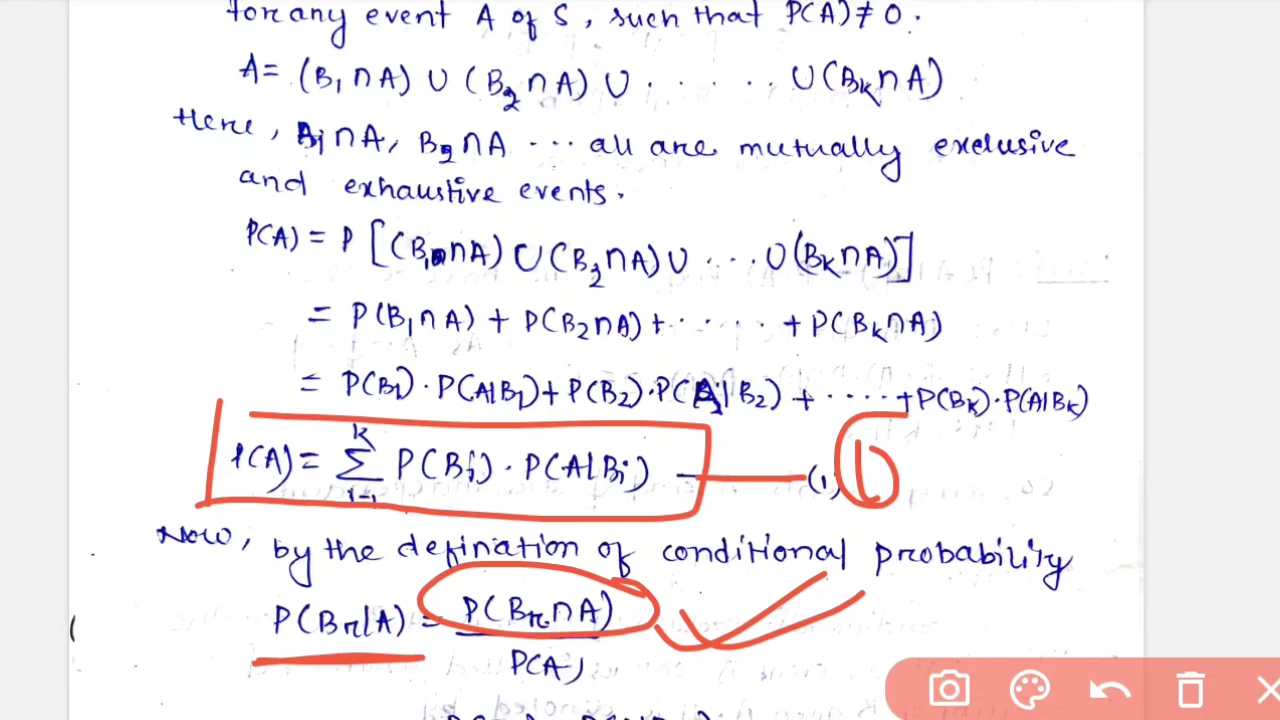 for any event A of S, such that P(A) ≠ 0.
A = (B₁∩A) ∪ (B₂∩A) ∪ ...... ∪ (Bₖ∩A)
Here, B₁∩A, B₂∩A ... all are mutually exclusive
and exhaustive events.
P(A) = P [(B₁∩A) ∪ (B₂∩A) ∪ ... ∪ (Bₖ∩A)]
= P(B₁∩A) + P(B₂∩A) + ..... + P(Bₖ∩A)
= P(B₁)·P(A|B₁) + P(B₂)·P(A|B₂) + ..... + P(Bₖ)·P(A|Bₖ)
P(A) = ∑ᵢ₌₁ᵏ P(Bᵢ)·P(A|Bᵢ) — (1) 1
Now, by the defination of conditional probability
P(Bᵣ|A) = P(Bᵣ∩A)
P(A)